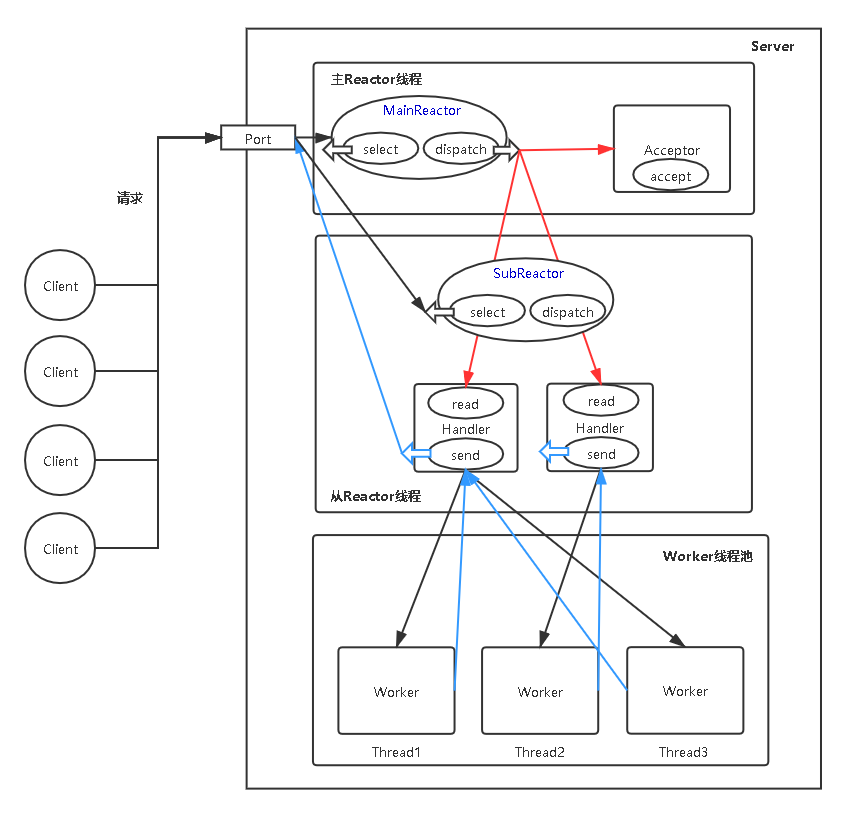 Server
主Reactor线程
MainReactor
select
dispatch
Acceptor
accept
Port
请求
Client
Client
Client
Client
SubReactor
select
dispatch
read
Handler
send
read
Handler
send
从Reactor线程
Worker线程池
Worker
Worker
Worker
Thread1
Thread2
Thread3